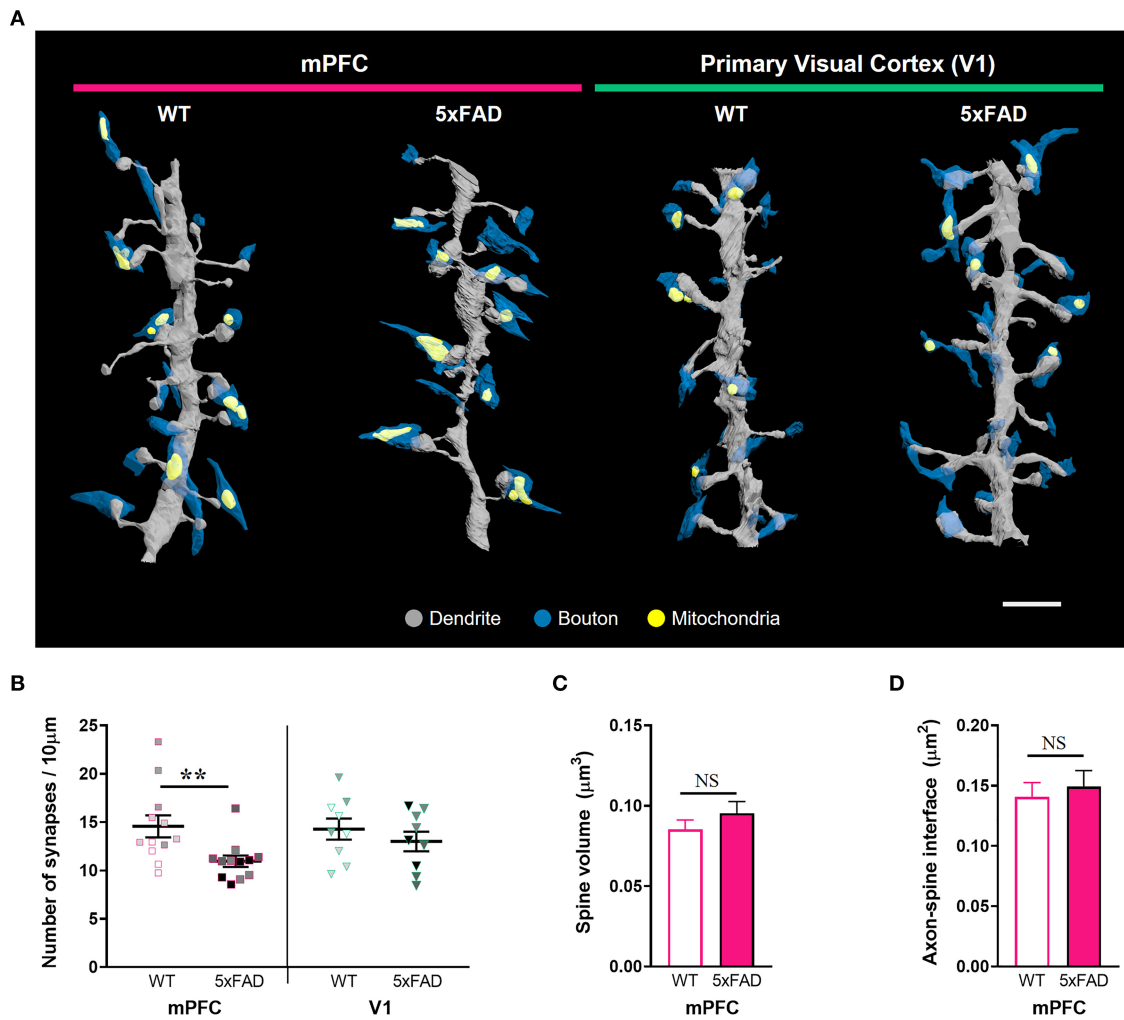 A
mPFC
Primary Visual Cortex (V1)
WT
5xFAD
WT
5xFAD
Dendrite
Bouton
Mitochondria
B
Number of synapses / 10μm
25
20
15
10
5
0
**
WT
5xFAD
WT
5xFAD
mPFC
V1
C
Spine volume (μm³)
0.15
0.10
0.05
0.00
NS
WT
5xFAD
mPFC
D
Axon-spine interface (μm²)
0.20
0.15
0.10
0.05
0.00
NS
WT
5xFAD
mPFC